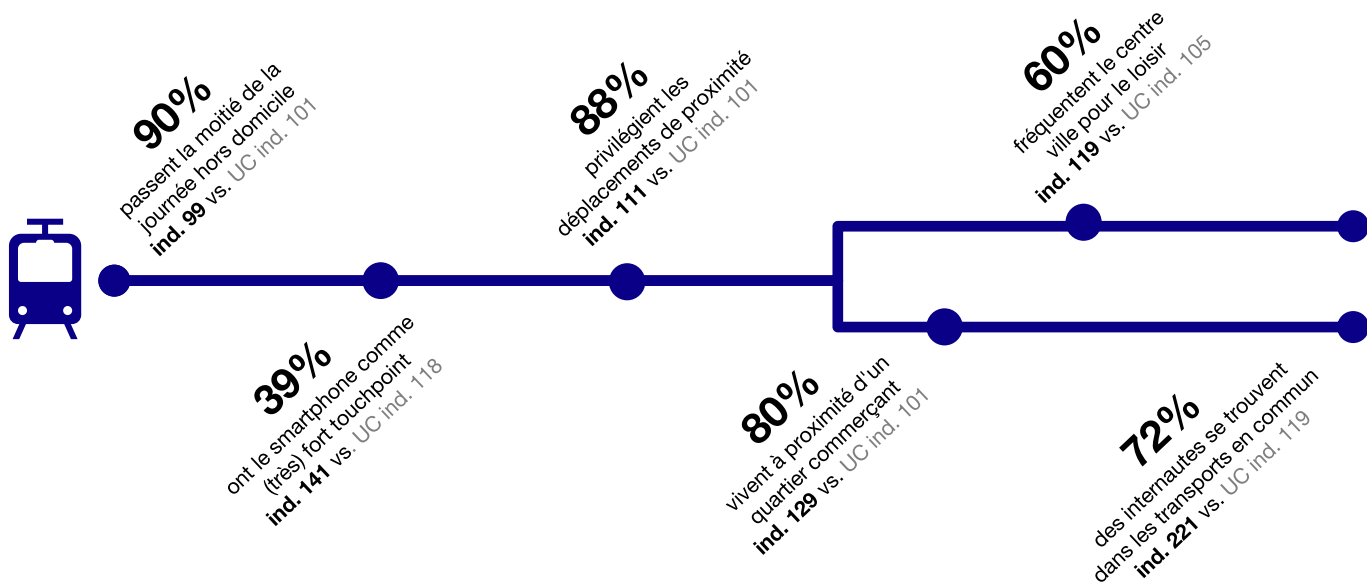 90%
passent la moitié de la
journée hors domicile
ind. 99 vs. UC ind. 101
39%
ont le smartphone comme
(très) fort touchpoint
ind. 141 vs. UC ind. 118
88%
privilégient les
déplacements de proximité
ind. 111 vs. UC ind. 101
80%
vivent à proximité d'un
quartier commerçant
ind. 129 vs. UC ind. 101
60%
fréquentent le centre
ville pour le loisir
ind. 119 vs. UC ind. 105
72%
des internautes se trouvent
dans les transports en commun
ind. 221 vs. UC ind. 119